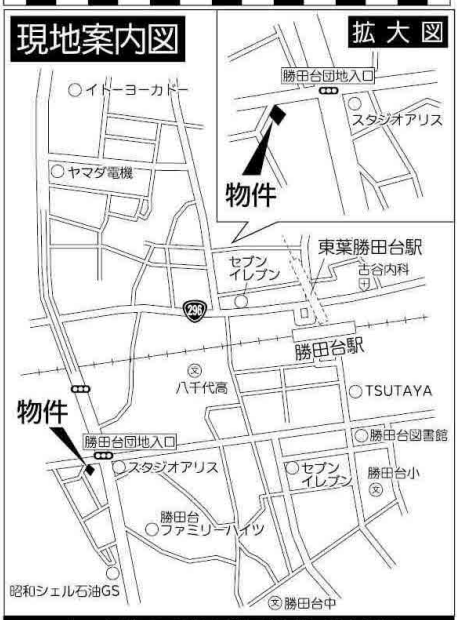 現地案内図
拡大図
勝田台団地入口
スタジオアリス
物件
イトーヨーカドー
ヤマダ電機
セブン
イレブン
東葉勝田台駅
古谷内科
296
勝田台駅
文
八千代高
TSUTAYA
物件
勝田台団地入口
スタジオアリス
勝田台図書館
セブン
イレブン
勝田台小
文
勝田台
ファミリーハイツ
昭和シェル石油GS
文勝田台中